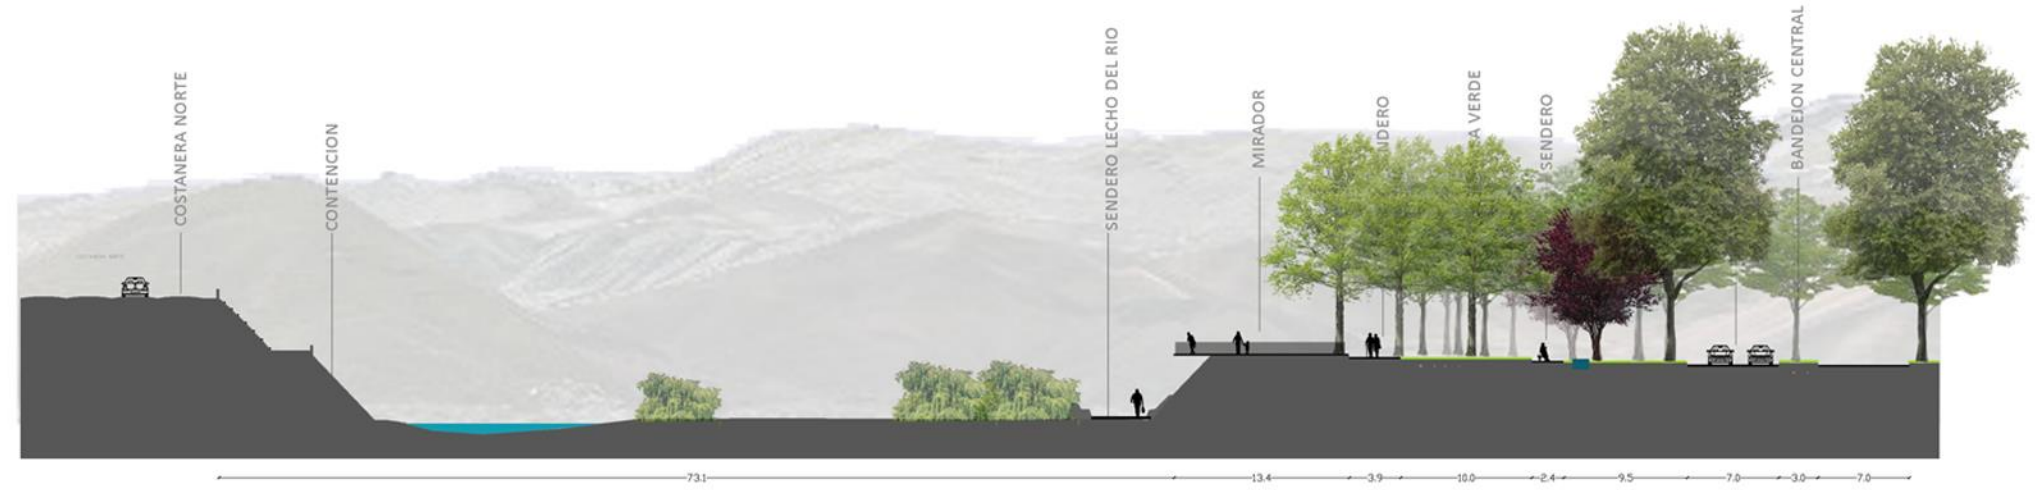 COSTANERA NORTE
CONTENCION
SENDERO LECHO DEL RIO
MIRADOR
NDERO
A VERDE
SENDERO
BANDEJON CENTRAL
73.1
13.4
3.9
10.0
2.4
9.5
7.0
3.0
7.0